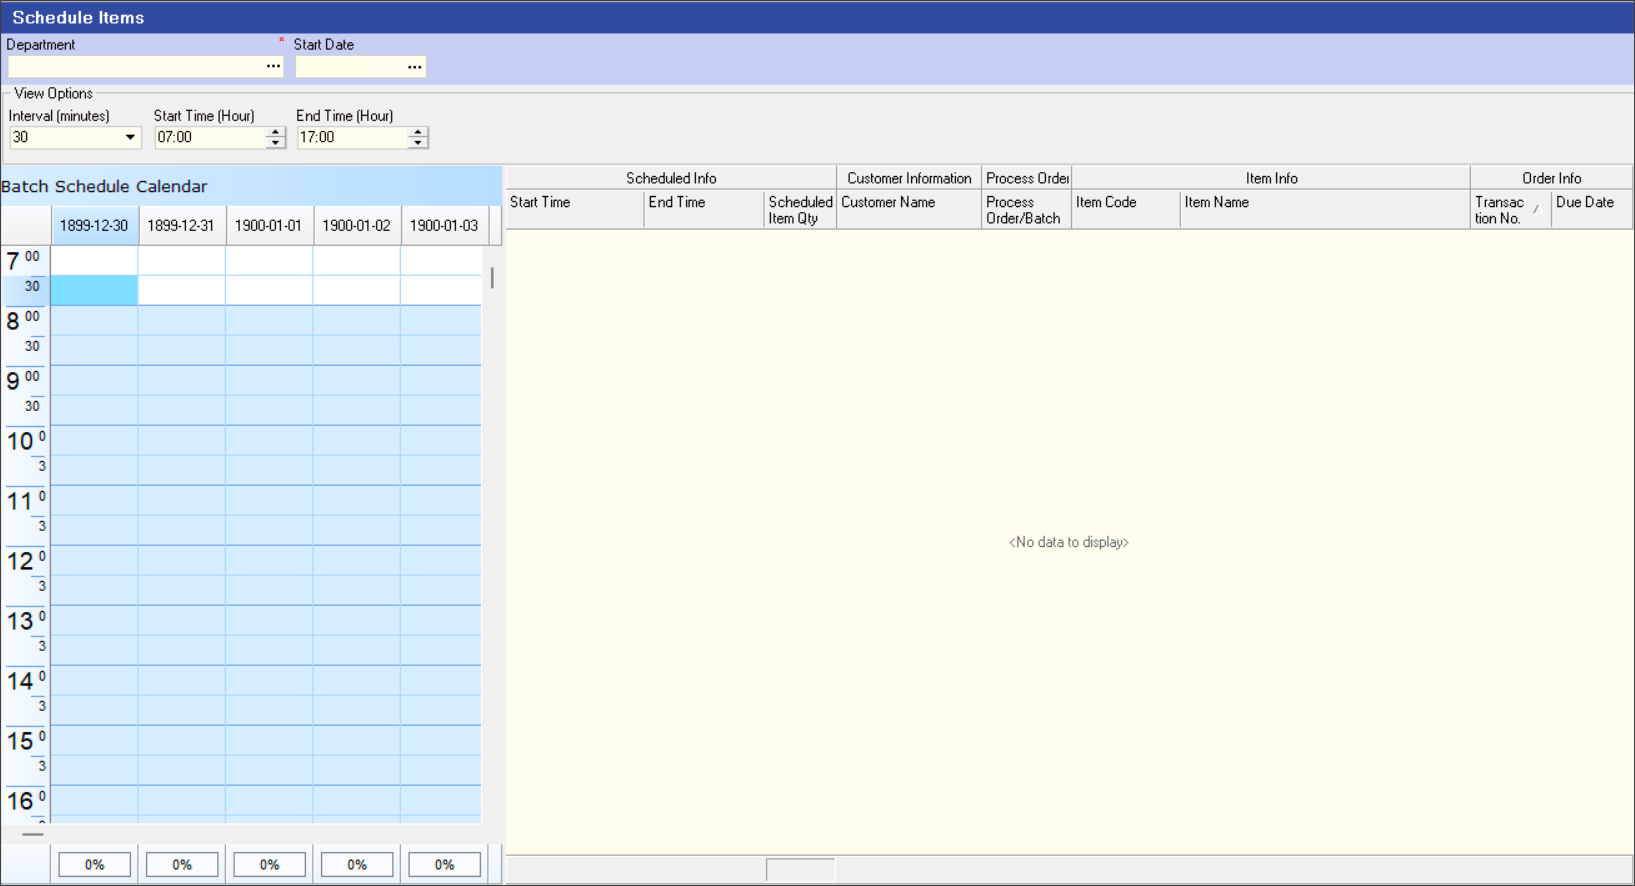 Schedule Items
Department * Start Date
... ...
View Options
Interval (minutes) Start Time (Hour) End Time (Hour)
30 07:00 17:00
Batch Schedule Calendar
1899-12-30 1899-12-31 1900-01-01 1900-01-02 1900-01-03
7 00
30
8 00
30
9 00
30
10 0
3
11 0
3
12 0
3
13 0
3
14 0
3
15 0
3
16 0
0% 0% 0% 0% 0%
Scheduled Info Customer Information Process Order Item Info Order Info
Start Time End Time Scheduled Customer Name Process Item Code Item Name Transac Due Date
Item Qty Order/Batch tion No.
<No data to display>